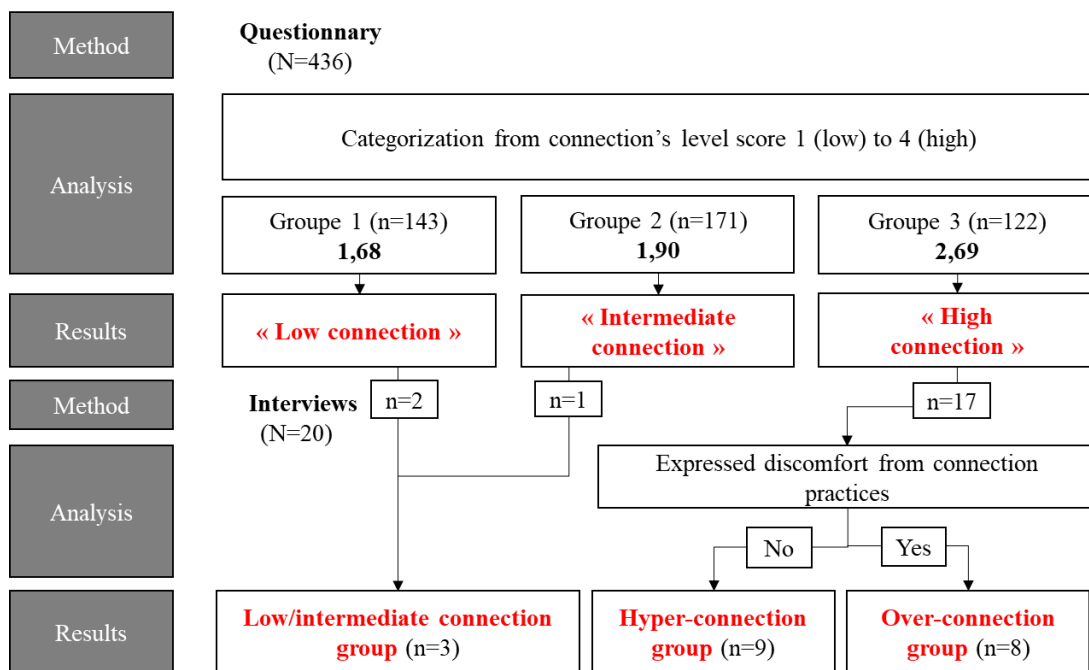 Method
Questionnary
(N=436)
Analysis
Categorization from connection's level score 1 (low) to 4 (high)
Groupe 1 (n=143)
1,68
Groupe 2 (n=171)
1,90
Groupe 3 (n=122)
2,69
Results
« Low connection »
« Intermediate
connection »
« High
connection »
Method
Interviews
(N=20)
n=2
n=1
n=17
Analysis
Expressed discomfort from connection
practices
No
Yes
Results
Low/intermediate connection
group (n=3)
Hyper-connection
group (n=9)
Over-connection
group (n=8)